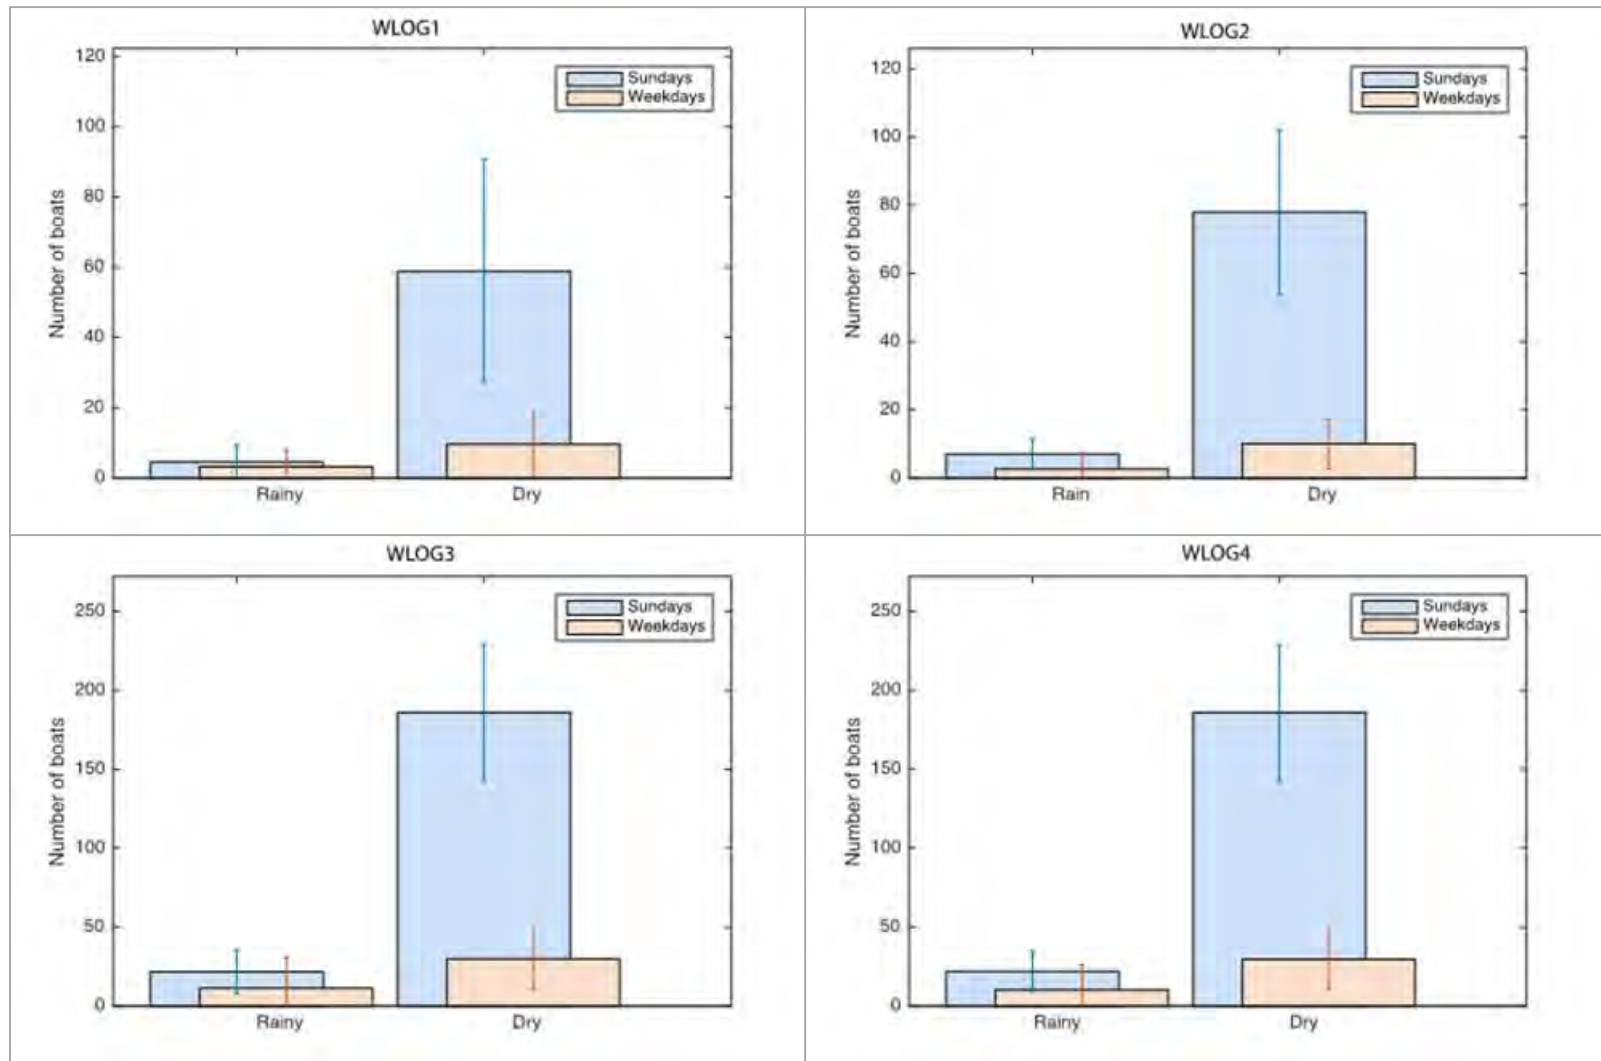 WLOG1
120
100
80
60
40
20
0
Number of boats
Sundays
Weekdays
Rainy
Dry
WLOG2
120
100
80
60
40
20
0
Number of boats
Sundays
Weekdays
Rain
Dry
WLOG3
250
200
150
100
50
0
Number of boats
Sundays
Weekdays
Rainy
Dry
WLOG4
250
200
150
100
50
0
Number of boats
Sundays
Weekdays
Rainy
Dry